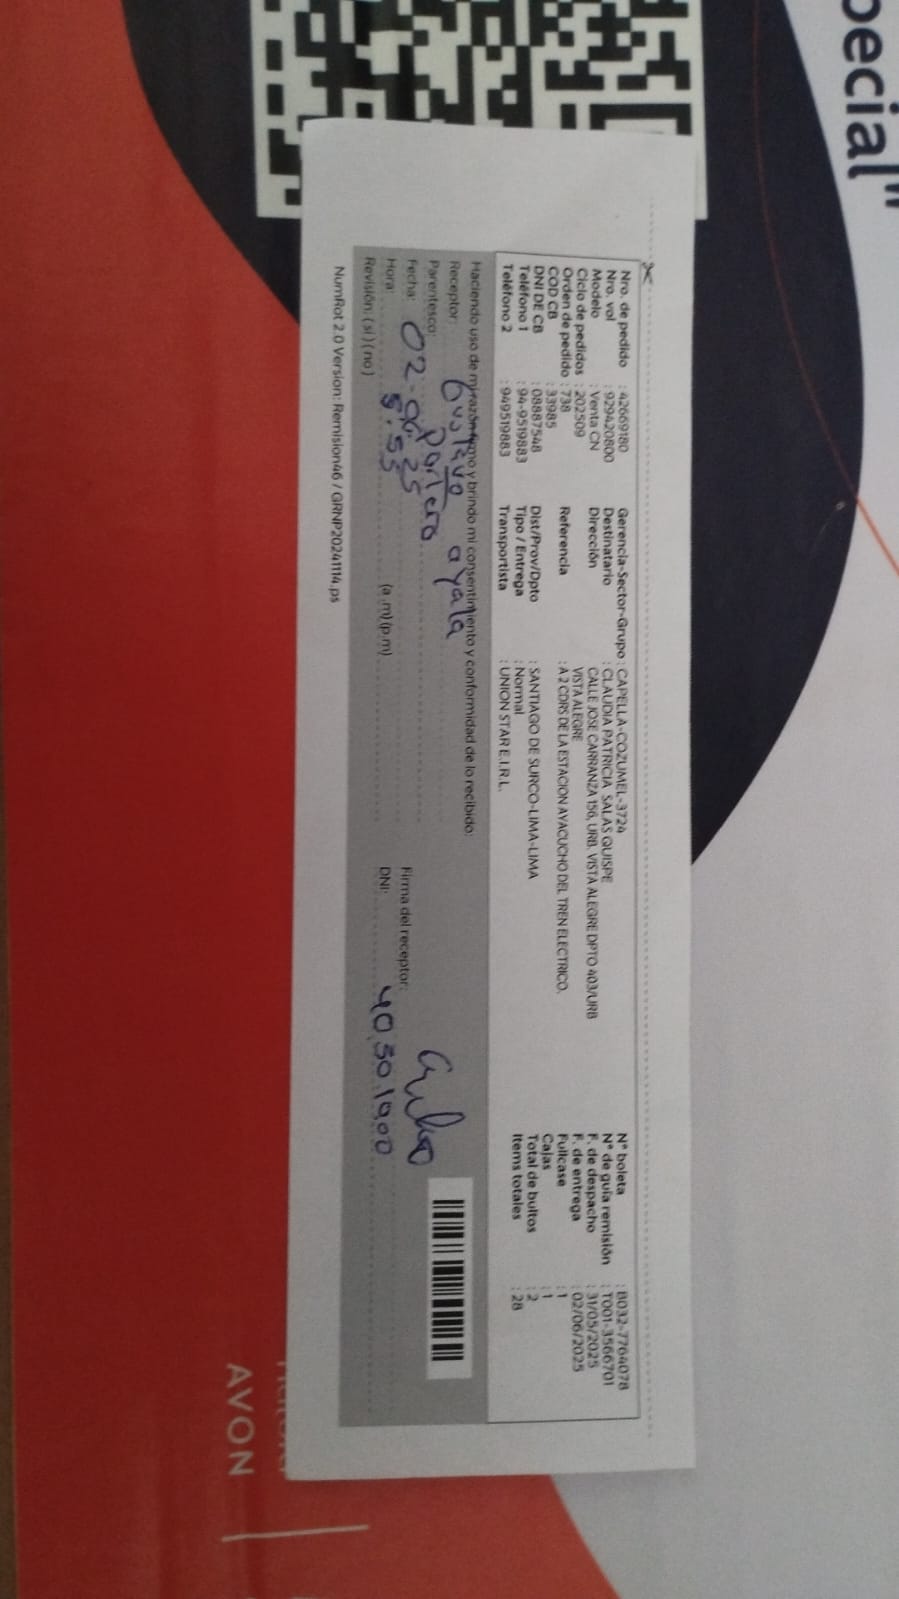 pecial"
Nro. de pedido : 42669180
Nro. vol : 929420800
Modelo : Venta CN
Ciclo de pedidos : 202509
Orden de pedido : 738
COD CB : 33985
DNI DE CB : 08887548
Teléfono 1 : 94-9519883
Teléfono 2 : 949519883
Gerencia-Sector-Grupo : CAPELLA-COZUMEL-3724
Destinatario : CLAUDIA PATRICIA SALAS QUISPE
Dirección : CALLE JOSE CARRANZA 156, URB. VISTA ALEGRE DPTO 403/URB
VISTA ALEGRE
Referencia : A 2 CDRS DE LA ESTACION AYACUCHO DEL TREN ELECTRICO.
Dist/Prov/Dpto : SANTIAGO DE SURCO-LIMA-LIMA
Tipo / Entrega : Normal
Transportista : UNION STAR E.I.R.L.
N° boleta : B032-7764078
N° de guía remisión : T001-3566701
F. de despacho : 31/05/2025
F. de entrega : 02/06/2025
Fullcase : 1
Cajas : 1
Total de bultos : 2
Items totales : 28
Haciendo uso de mi razón firmo y brindo mi consentimiento y conformidad de lo recibido:
Receptor: Gustavo ayala
Parentesco: Portero
Fecha: 02-06-25
Hora: 5:55 (a.m)(p.m)
Revisión: (si) (no)
Firma del receptor:
DNI: 40501900
NumRot 2.0 Version: Remision46 / GRNP20241114.ps
AVON